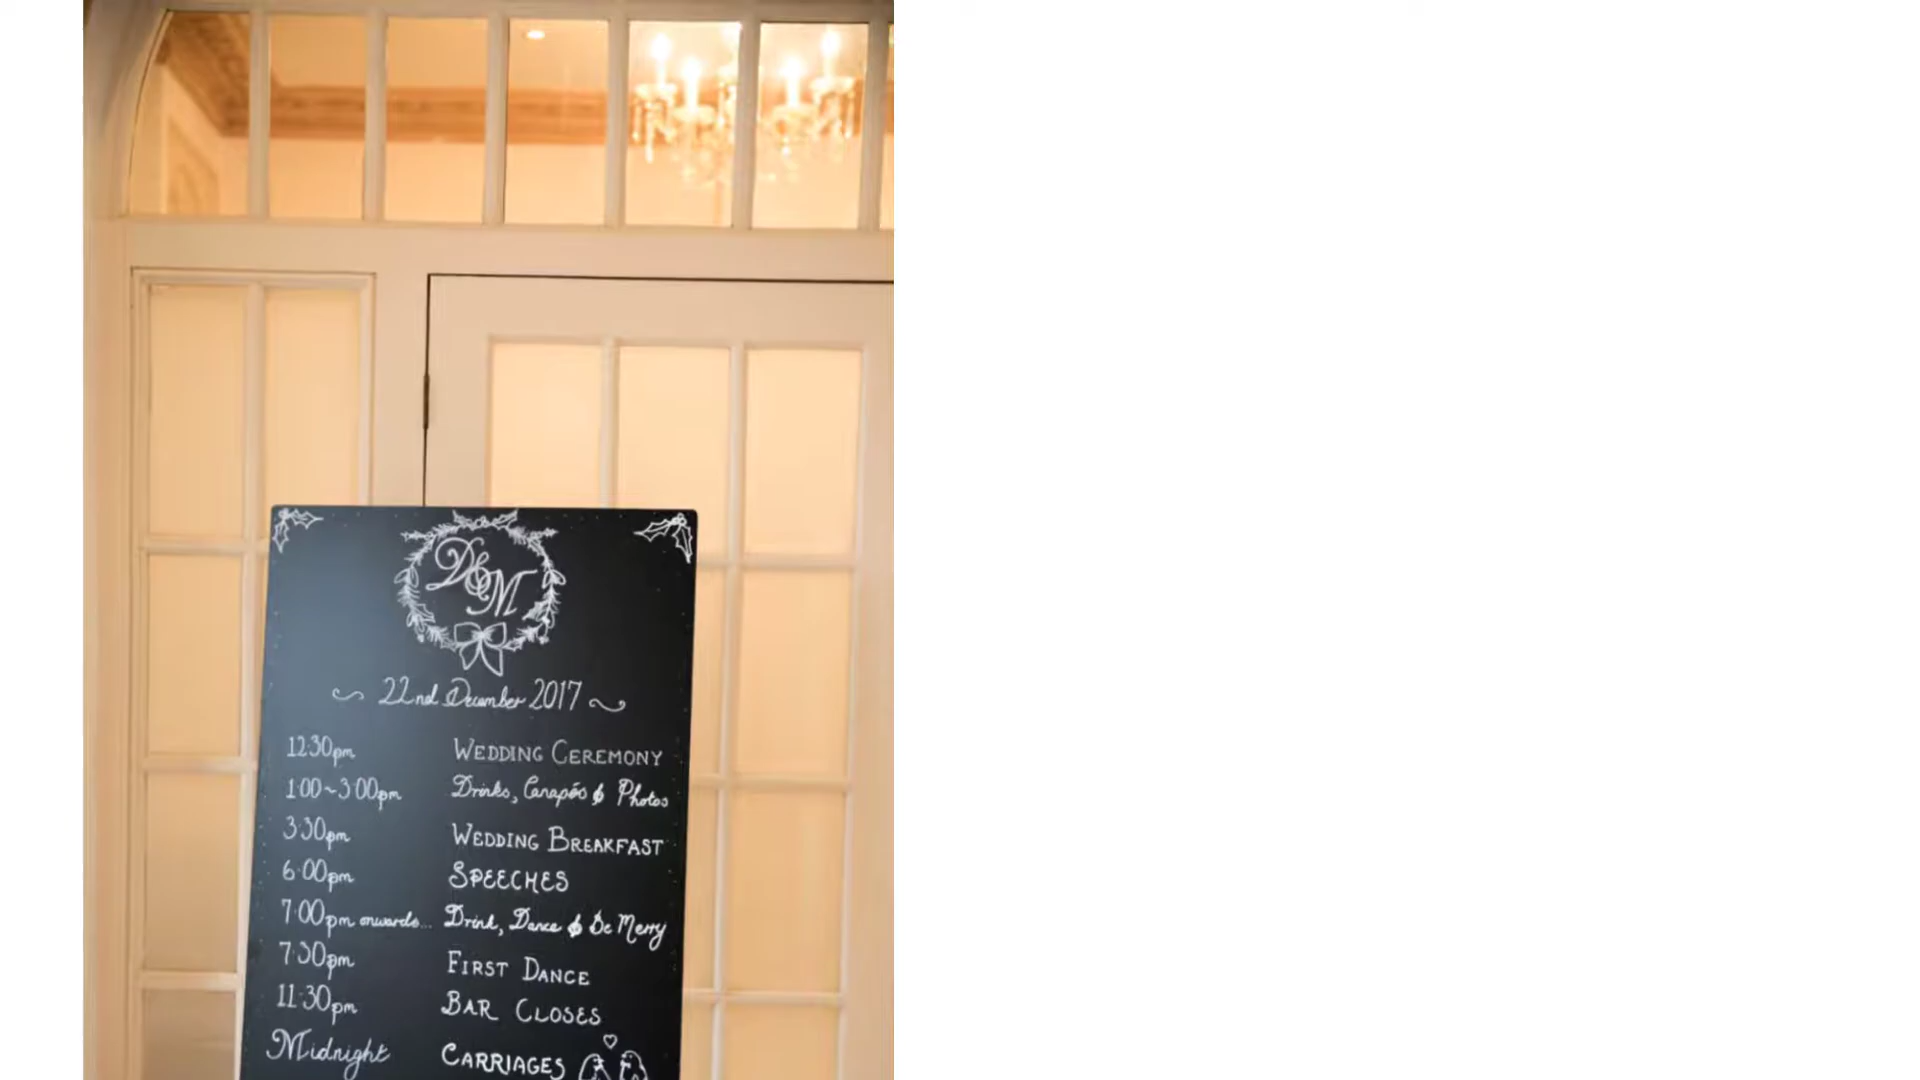 D&M
~ 22nd December 2017 ~
12:30pm WEDDING CEREMONY
1:00~3:00pm Drinks, Canapés & Photos
3:30pm WEDDING BREAKFAST
6:00pm SPEECHES
7:00pm onwards... Drink, Dance & Be Merry
7:30pm FIRST DANCE
11:30pm BAR CLOSES
Midnight CARRIAGES